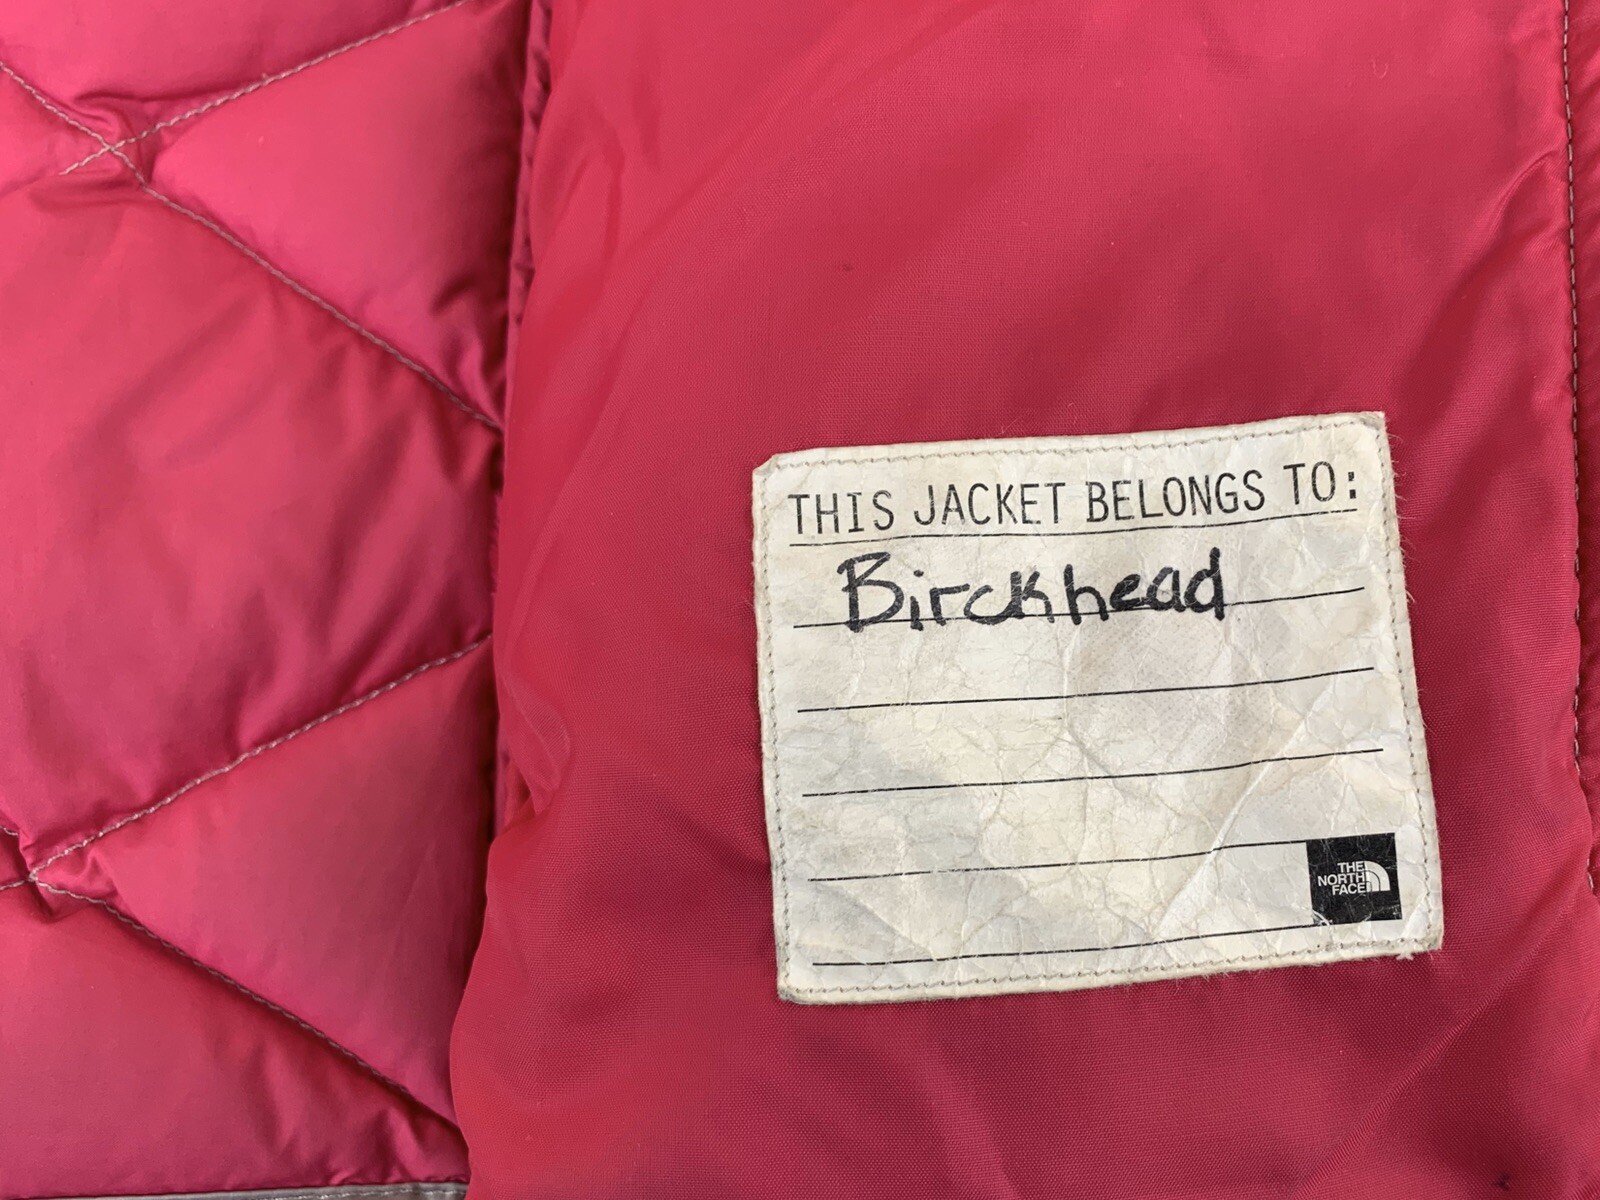 THIS JACKET BELONGS TO:
Birckhead
THE
NORTH
FACE